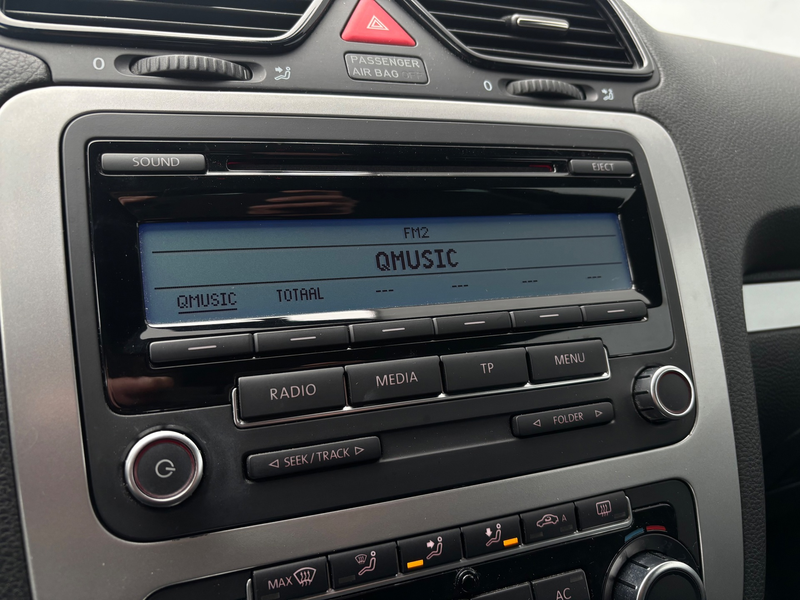 PASSENGER
AIR BAG OFF
0
0
SOUND
EJECT
FM2
QMUSIC
QMUSIC TOTAAL --- --- --- ---
RADIO MEDIA TP MENU
◁ SEEK/TRACK ▷
◁ FOLDER ▷
A
MAX
AC